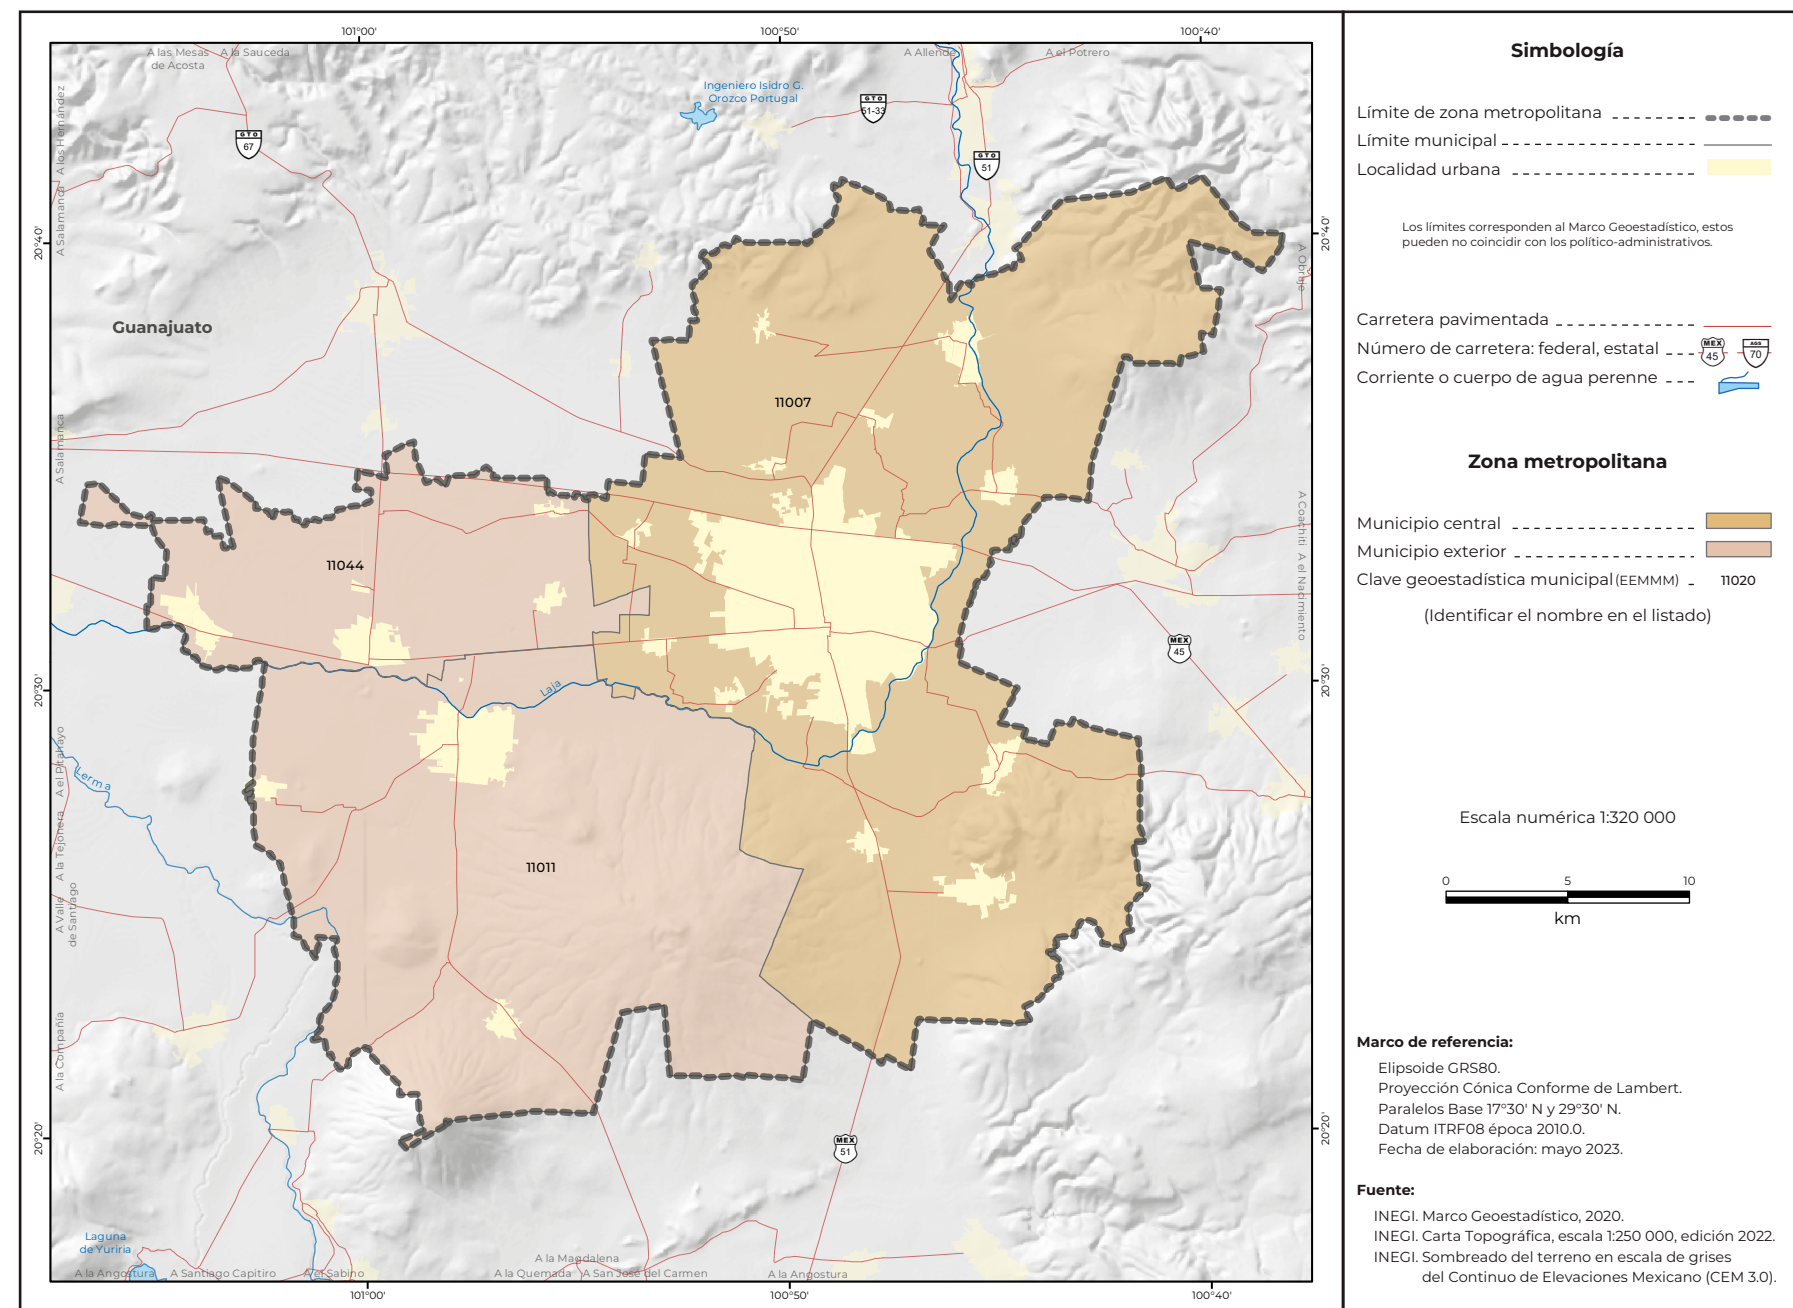 101°00'
100°50'
100°40'
A las Mesas
de Acosta
A la Sauceda
A Allende
A el Potrero
Ingeniero Isidro G.
Orozco Portugal
GTO
51-33
GTO
67
GTO
51
A los Hernández
A Salamanca
20°40'
20°40'
A Obraje
Guanajuato
11007
A Salamanca
A Coachiti
A el Nacimiento
11044
MEX
45
20°30'
20°30'
Laja
A el Pitahayo
Lerma
A la Tejonera
11011
A Valle
de Santiago
A la Compañía
20°20'
20°20'
MEX
51
Laguna
de Yuriria
A la Magdalena
A la Angostura
A Santiago Capitiro
A el Sabino
A la Quemada
A San José del Carmen
A la Angostura
101°00'
100°50'
100°40'
Simbología
Límite de zona metropolitana
Límite municipal
Localidad urbana
Los límites corresponden al Marco Geoestadístico, estos
pueden no coincidir con los político-administrativos.
Carretera pavimentada
Número de carretera: federal, estatal
MEX
45
AGS
70
Corriente o cuerpo de agua perenne
Zona metropolitana
Municipio central
Municipio exterior
Clave geoestadística municipal (EEMMM) 11020
(Identificar el nombre en el listado)
Escala numérica 1:320 000
0 5 10
km
Marco de referencia:
Elipsoide GRS80.
Proyección Cónica Conforme de Lambert.
Paralelos Base 17°30' N y 29°30' N.
Datum ITRF08 época 2010.0.
Fecha de elaboración: mayo 2023.
Fuente:
INEGI. Marco Geoestadístico, 2020.
INEGI. Carta Topográfica, escala 1:250 000, edición 2022.
INEGI. Sombreado del terreno en escala de grises
del Continuo de Elevaciones Mexicano (CEM 3.0).